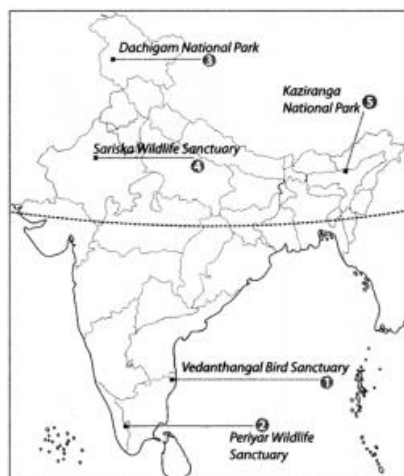 Dachigam National Park
3
Kaziranga
National Park
5
Sariska Wildlife Sanctuary
4
Vedanthangal Bird Sanctuary
1
2
Periyar Wildlife
Sanctuary